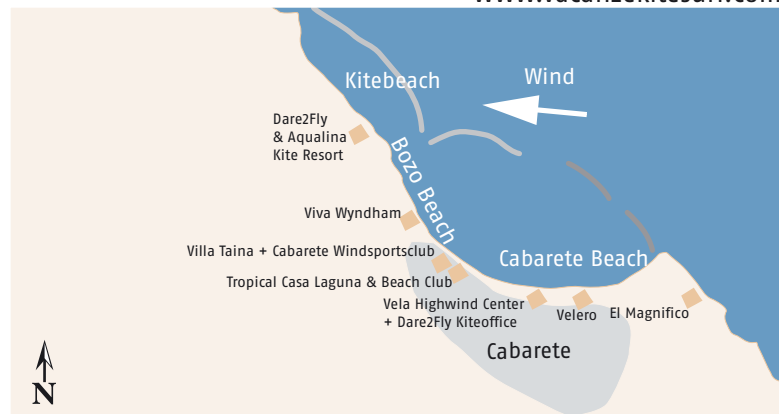 Kitebeach
Wind
Dare2Fly
& Aqualina
Kite Resort
Bozo Beach
Viva Wyndham
Villa Taina + Cabarete Windsportsclub
Cabarete Beach
Tropical Casa Laguna & Beach Club
Vela Highwind Center
+ Dare2Fly Kiteoffice
Velero
El Magnifico
Cabarete
N